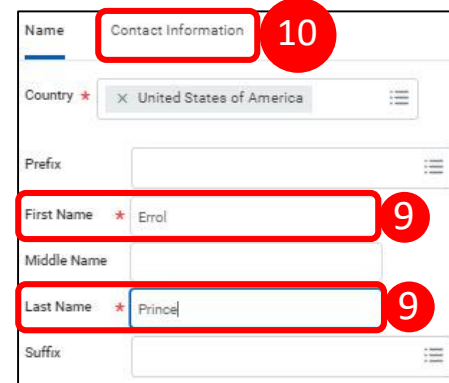 Name Contact Information 10
Country * × United States of America
Prefix
First Name * Errol 9
Middle Name
Last Name * Prince 9
Suffix